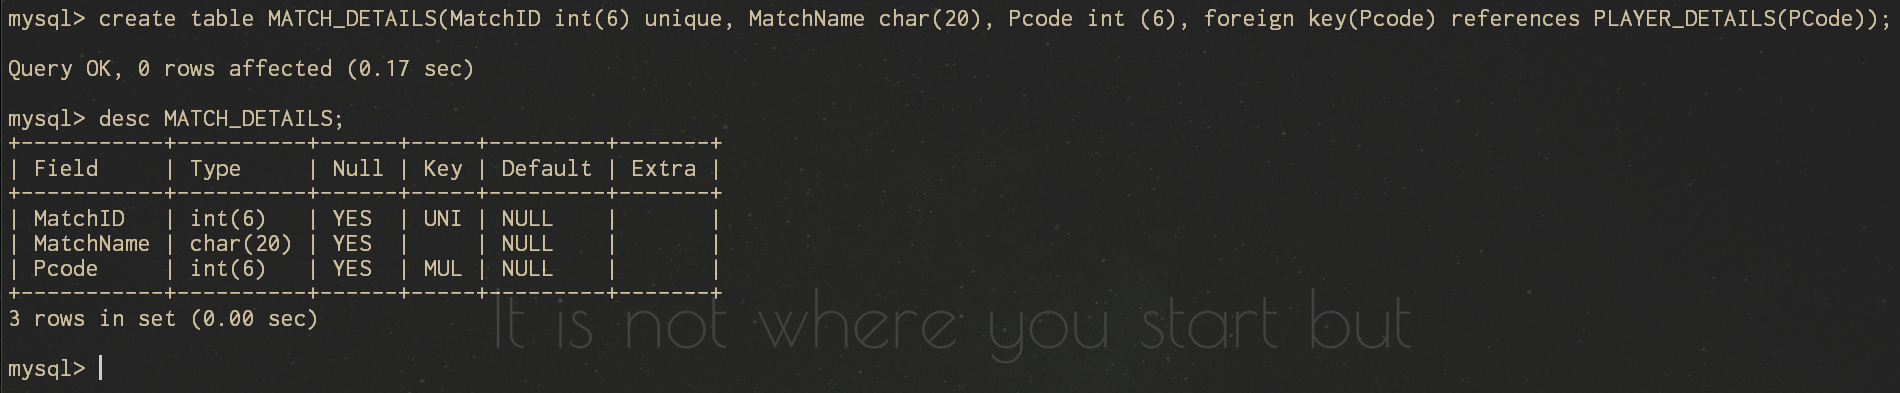 mysql> create table MATCH_DETAILS(MatchID int(6) unique, MatchName char(20), Pcode int (6), foreign key(Pcode) references PLAYER_DETAILS(PCode));
Query OK, 0 rows affected (0.17 sec)
mysql> desc MATCH_DETAILS;
+-----------+----------+------+-----+---------+-------+
| Field     | Type     | Null | Key | Default | Extra |
+-----------+----------+------+-----+---------+-------+
| MatchID   | int(6)   | YES  | UNI | NULL    |       |
| MatchName | char(20) | YES  |     | NULL    |       |
| Pcode     | int(6)   | YES  | MUL | NULL    |       |
+-----------+----------+------+-----+---------+-------+
3 rows in set (0.00 sec)
It is not where you start but
mysql>